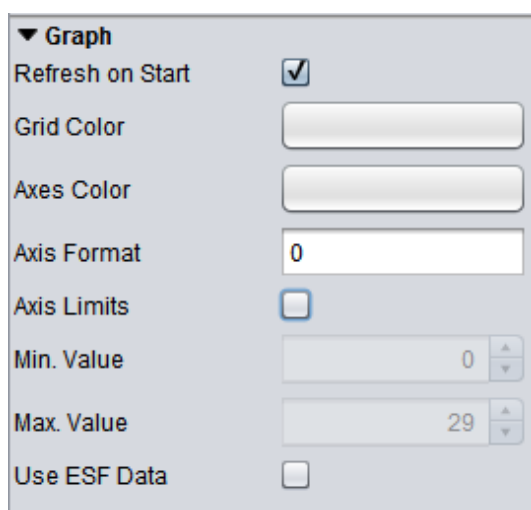 Graph
Refresh on Start
Grid Color
Axes Color
Axis Format 0
Axis Limits
Min. Value 0
Max. Value 29
Use ESF Data